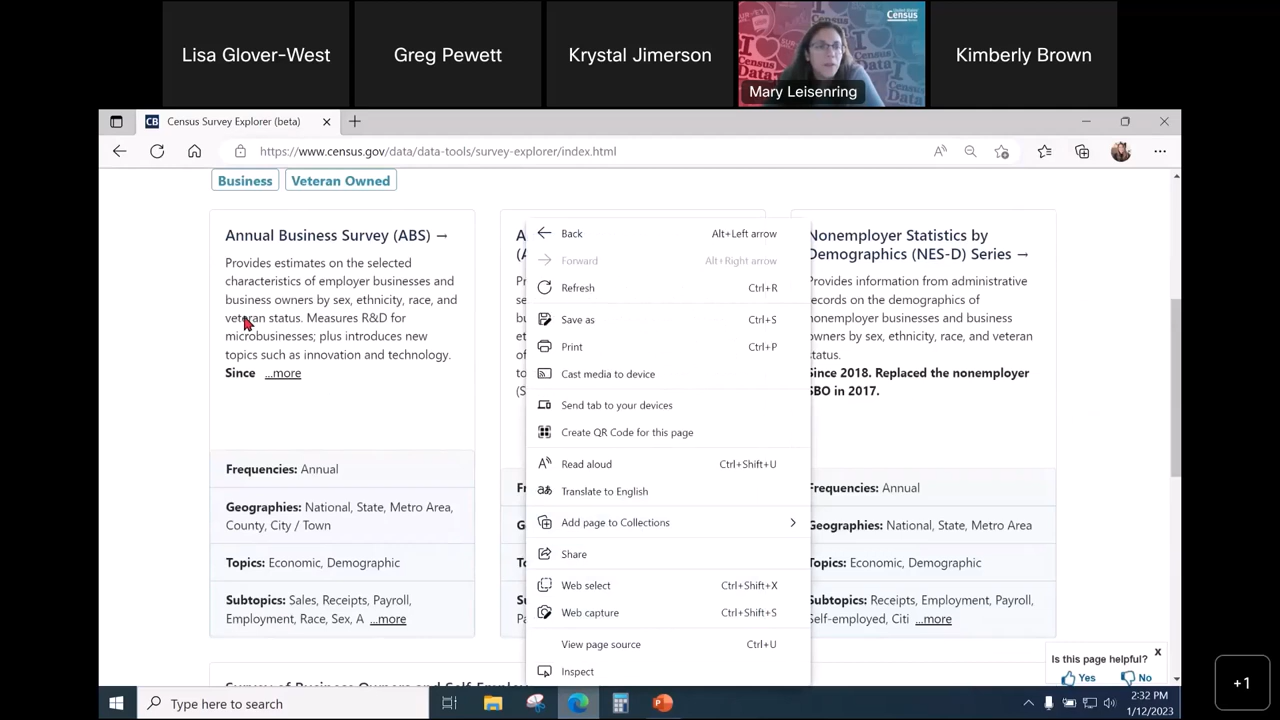 Lisa Glover-West
Greg Pewett
Krystal Jimerson
Census
Mary Leisenring
Kimberly Brown
Census Survey Explorer (beta)
https://www.census.gov/data/data-tools/survey-explorer/index.html
Business
Veteran Owned
Annual Business Survey (ABS) →
Provides estimates on the selected
characteristics of employer businesses and
business owners by sex, ethnicity, race, and
veteran status. Measures R&D for
microbusinesses; plus introduces new
topics such as innovation and technology.
Since ...more
Frequencies: Annual
Geographies: National, State, Metro Area,
County, City / Town
Topics: Economic, Demographic
Subtopics: Sales, Receipts, Payroll,
Employment, Race, Sex, A ...more
Back Alt+Left arrow
Forward Alt+Right arrow
Refresh Ctrl+R
Save as Ctrl+S
Print Ctrl+P
Cast media to device
Send tab to your devices
Create QR Code for this page
Read aloud Ctrl+Shift+U
Translate to English
Add page to Collections
Share
Web select Ctrl+Shift+X
Web capture Ctrl+Shift+S
View page source Ctrl+U
Inspect
Nonemployer Statistics by
Demographics (NES-D) Series →
Provides information from administrative
records on the demographics of
nonemployer businesses and business
owners by sex, ethnicity, race, and veteran
status.
Since 2018. Replaced the nonemployer
SBO in 2017.
Frequencies: Annual
Geographies: National, State, Metro Area
Topics: Economic, Demographic
Subtopics: Receipts, Employment, Payroll,
Self-employed, Citi ...more
Survey of Business Owners and Self-Employ
Is this page helpful? X
Yes No
Type here to search
2:32 PM
1/12/2023
+1